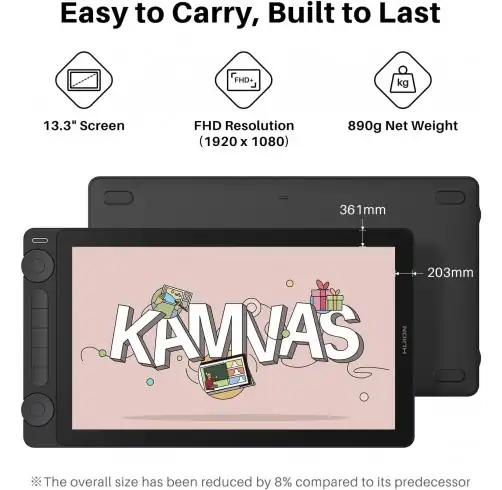 Easy to Carry, Built to Last
13.3" Screen
FHD+
FHD Resolution
(1920 x 1080)
kg
890g Net Weight
361mm
203mm
KAMVAS
HUION
※The overall size has been reduced by 8% compared to its predecessor